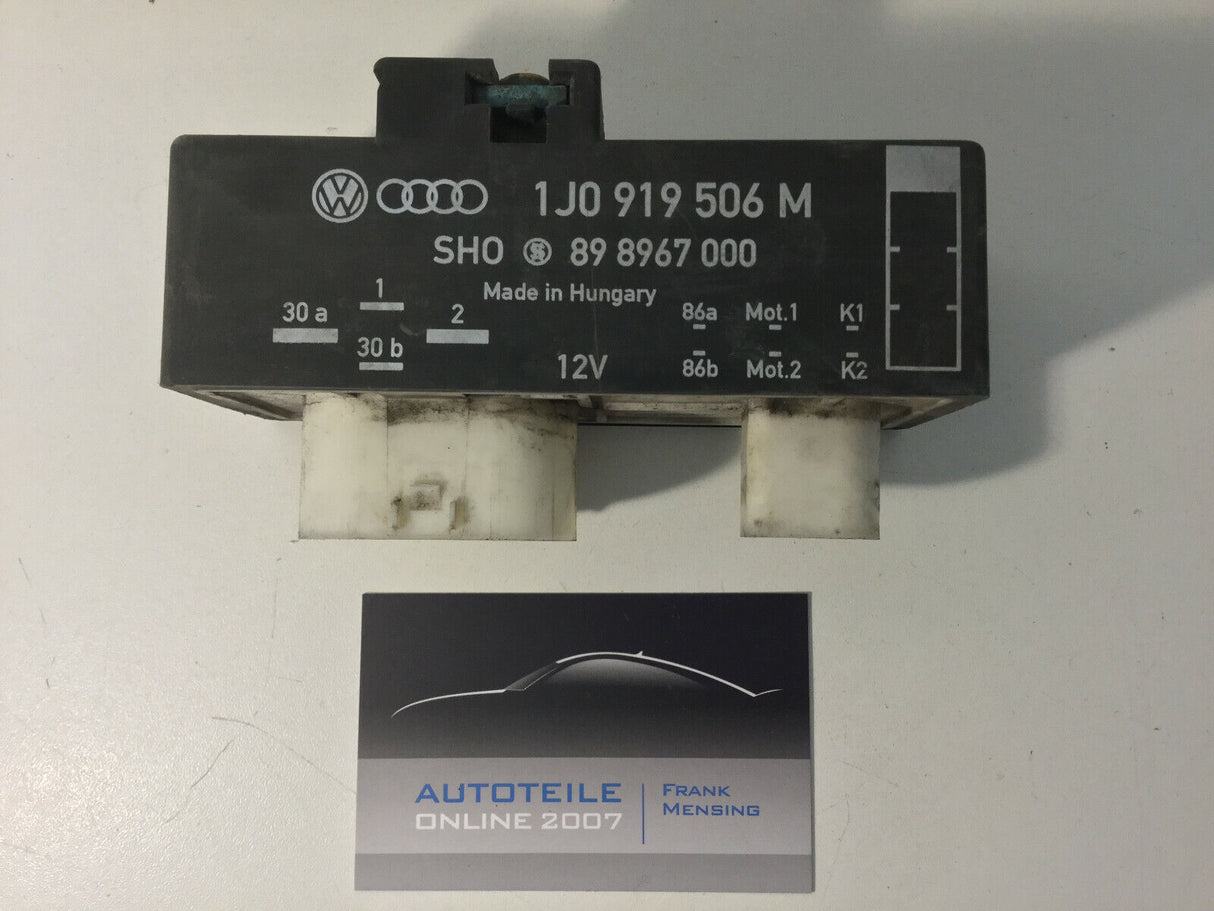 1J0 919 506 M
SHO 89 8967 000
Made in Hungary
30 a 1 2
30 b
12V
86a Mot.1 K1
86b Mot.2 K2
AUTOTEILE
ONLINE 2007
FRANK
MENSING